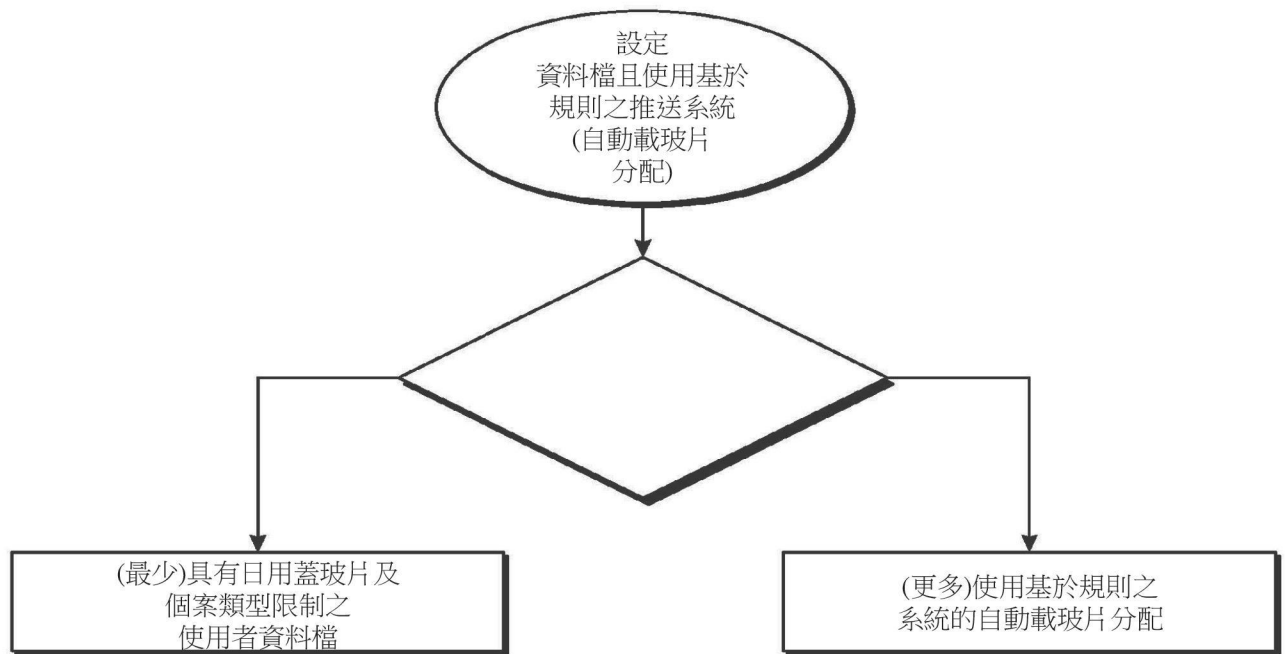 設定
資料檔且使用基於
規則之推送系統
(自動載玻片
分配)
(最少)具有日用蓋玻片及
個案類型限制之
使用者資料檔
(更多)使用基於規則之
系統的自動載玻片分配